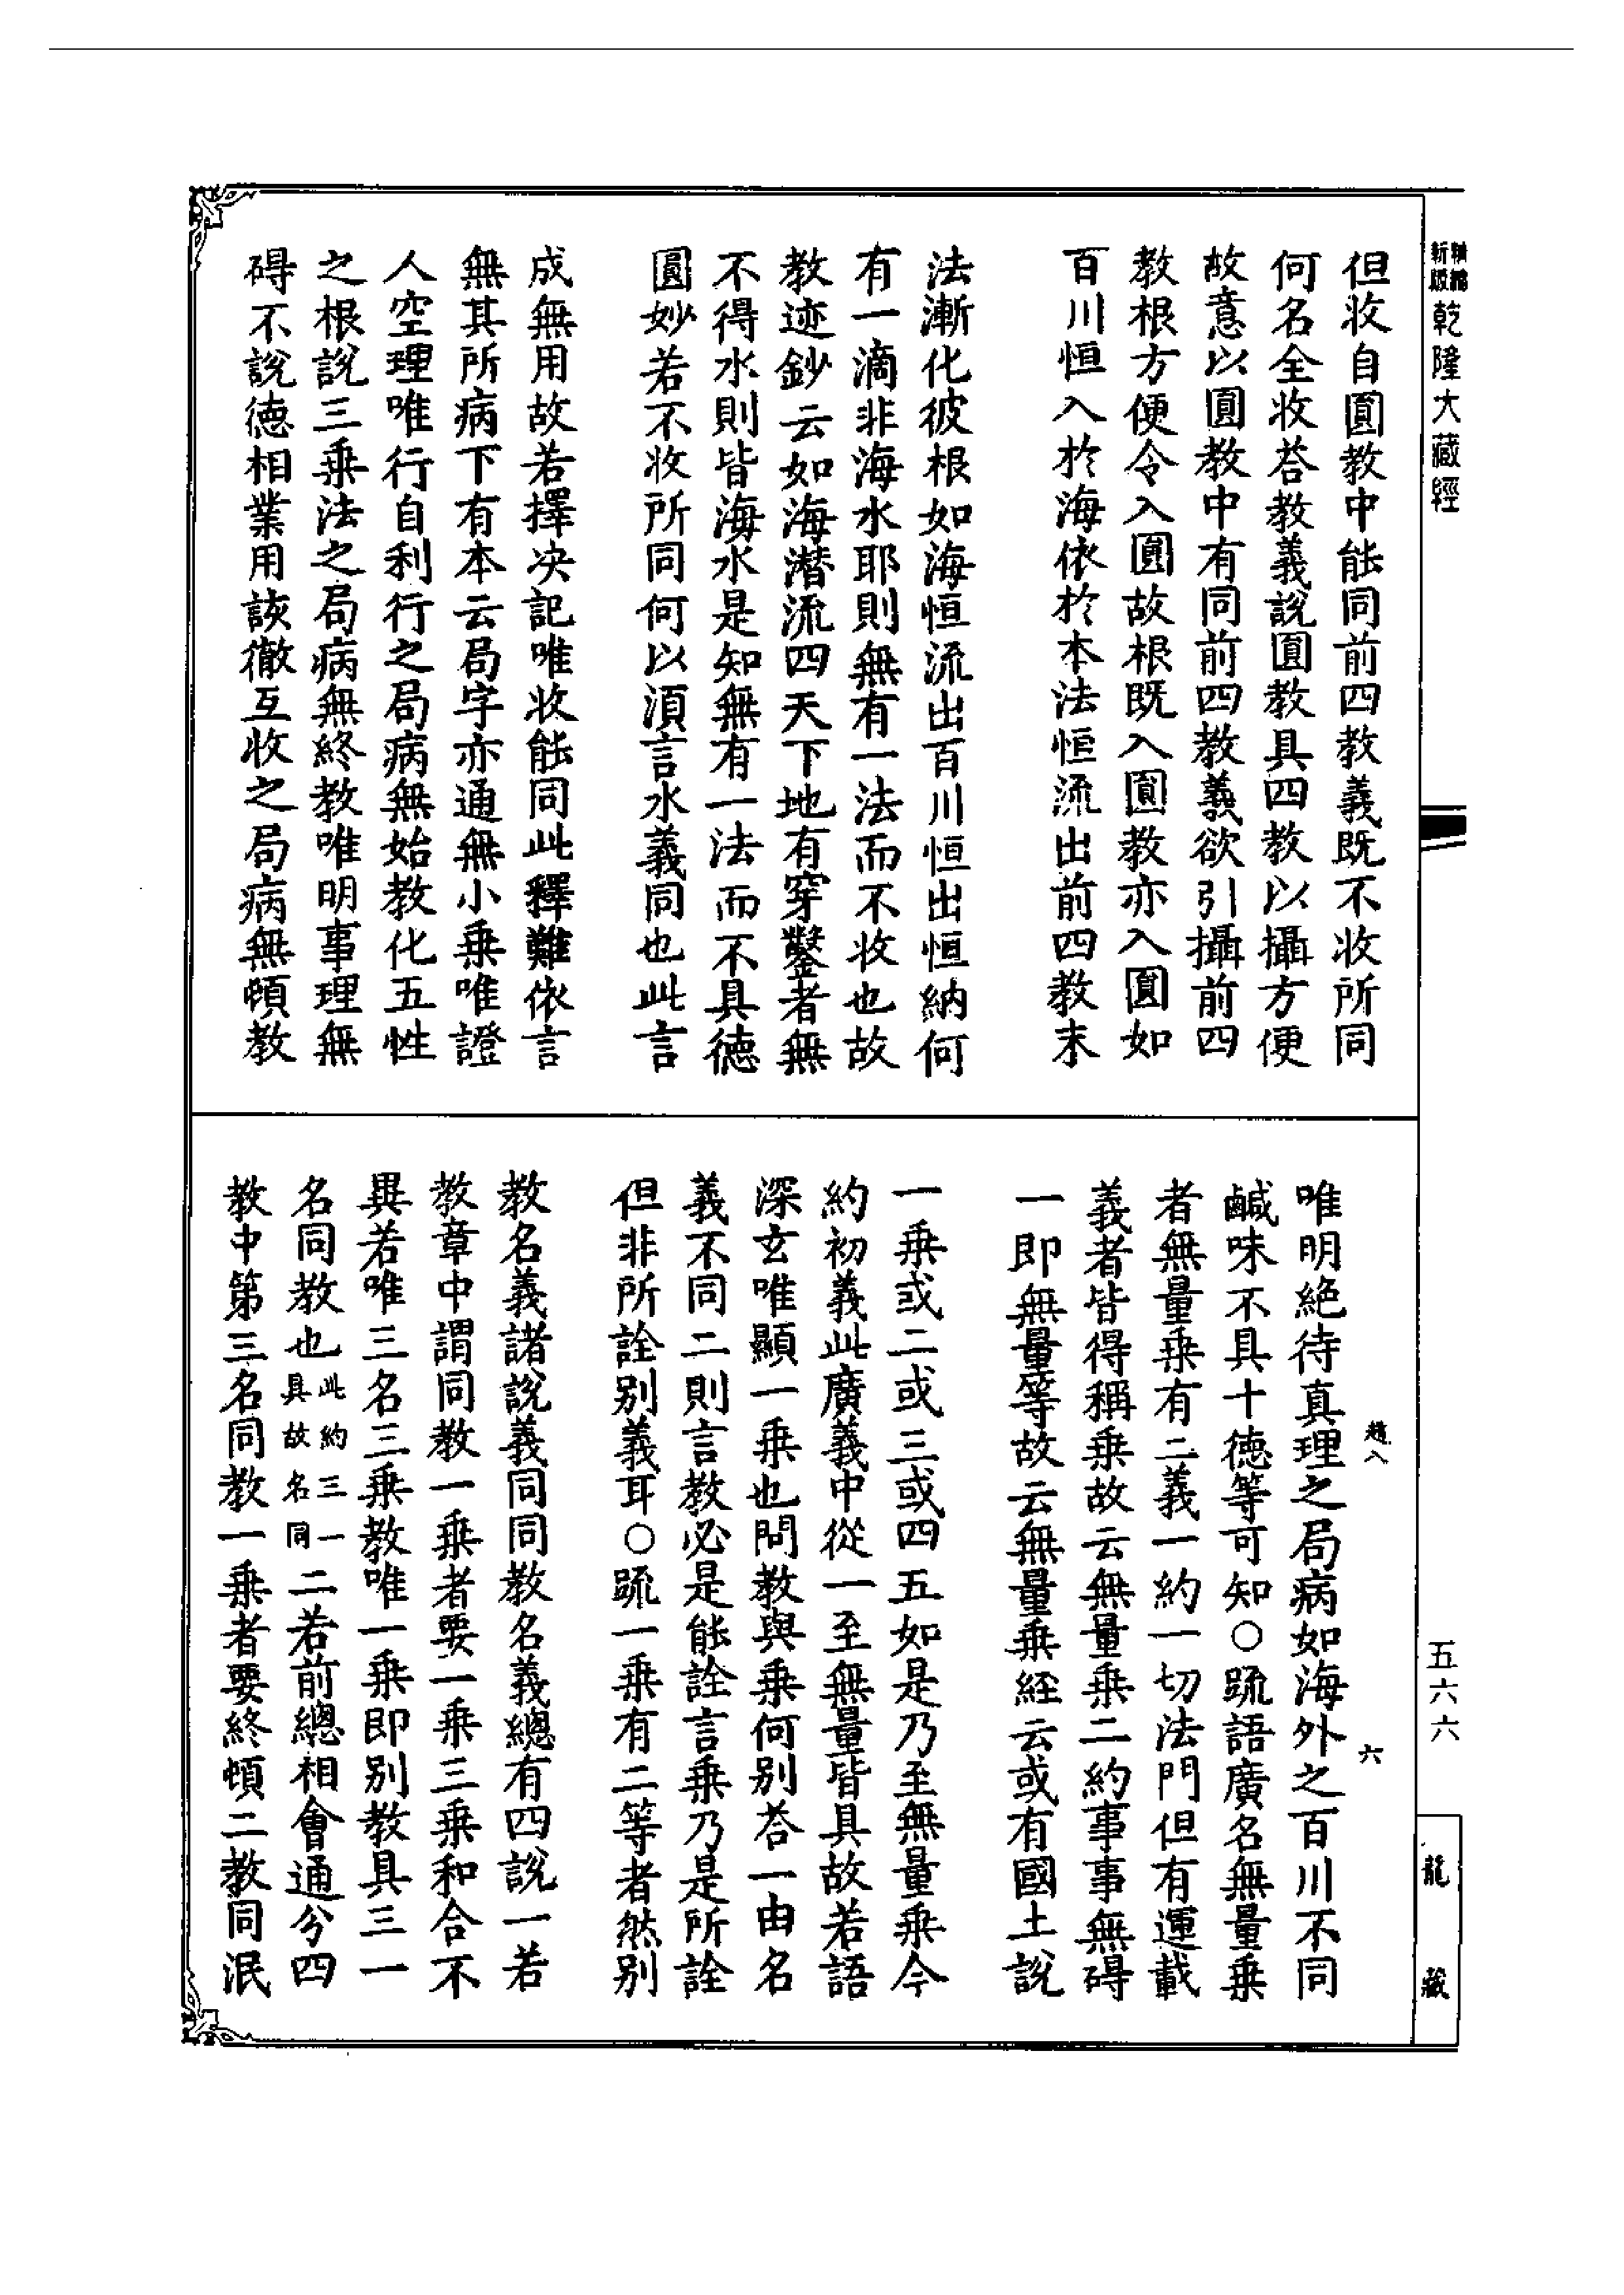 精編新版乾隆大藏經
但收自圓教中能同前四教義既不收所同
何名全收荅教義說圓教具四教以攝方便
故意以圓教中有同前四教義欲引攝前四
教根方便令入圓故根既入圓教亦入圓如
百川恒入於海依於本法恒流出前四教末
法漸化彼根如海恒流出百川恒出恒納何
有一滴非海水耶則無有一法而不收也故
教迹鈔云如海潛流四天下地有穿鑿者無
不得水則皆海水是知無有一法而不具德
圓妙若不收所同何以湏言水義同也此言
成無用故若擇决記唯收能同此釋難依言
無其所病下有本云局字亦通無小乗唯證
人空理唯行自利行之局病無始教化五性
之根說三乗法之局病無終教唯明事理無
碍不說德相業用該徹互收之局病無頓教
唯明絶待真理之局病如海外之百川不同
鹹味不具十德等可知○䟽語廣名無量乗
者無量乗有二義一約一切法門但有運載
義者皆得稱乗故云無量乗二約事事無碍
一即無量等故云無量乗経云或有國土說
一乗或二或三或四五如是乃至無量乗今
約初義此廣義中從一至無量皆具故若語
深玄唯顯一乗也問教與乗何别荅一由名
義不同二則言教必是能詮言乗乃是所詮
但非所詮别義耳○䟽一乗有二等者然别
教名義諸說義同同教名義總有四說一若
教章中謂同教一乗者要一乗三乗和合不
異若唯三名三乗教唯一乗即别教具三一
名同教也此約三一具故名同二若前總相會通分四
教中第三名同教一乗者要終頓二教同泯
趙八
六
五六六
龍藏